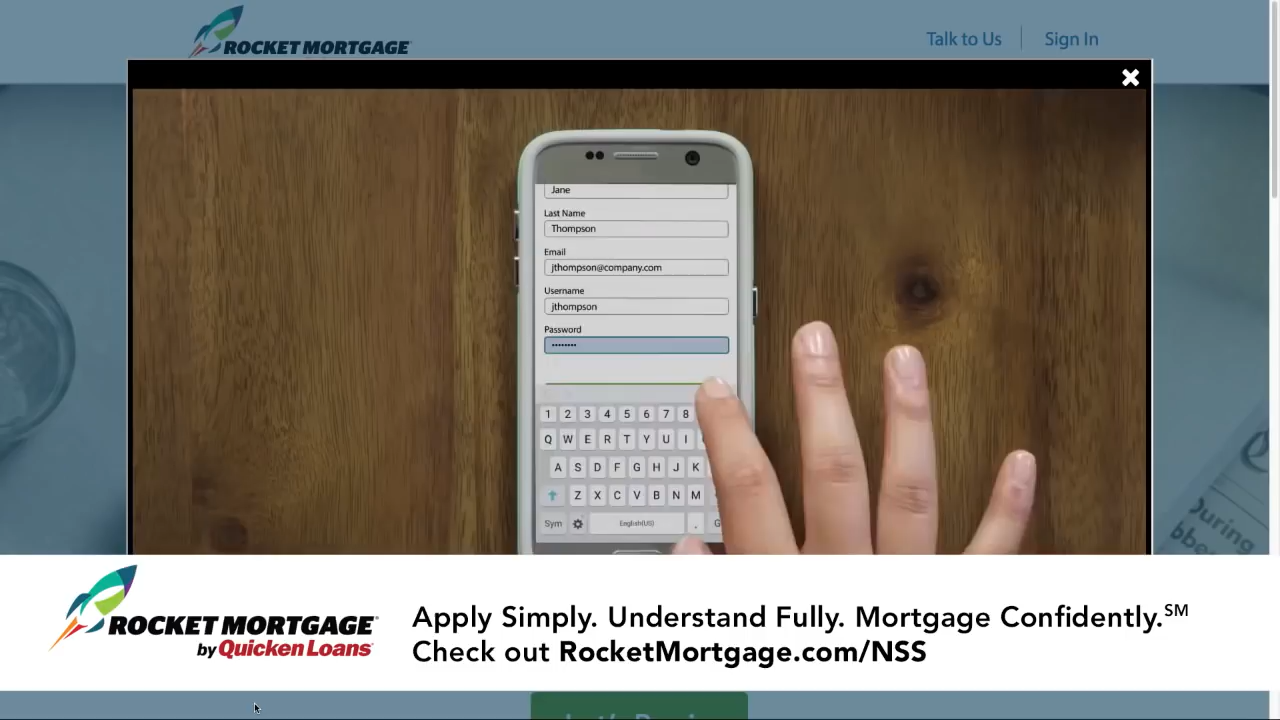 ROCKET MORTGAGE
Talk to Us
Sign In
Jane
Last Name
Thompson
Email
jthompson@company.com
Username
jthompson
Password
••••••••
1 2 3 4 5 6 7 8
Q W E R T Y U I
A S D F G H J K
Z X C V B N M
Sym English(US) .
During
ROCKET MORTGAGE
by Quicken Loans
Apply Simply. Understand Fully. Mortgage Confidently.SM
Check out RocketMortgage.com/NSS